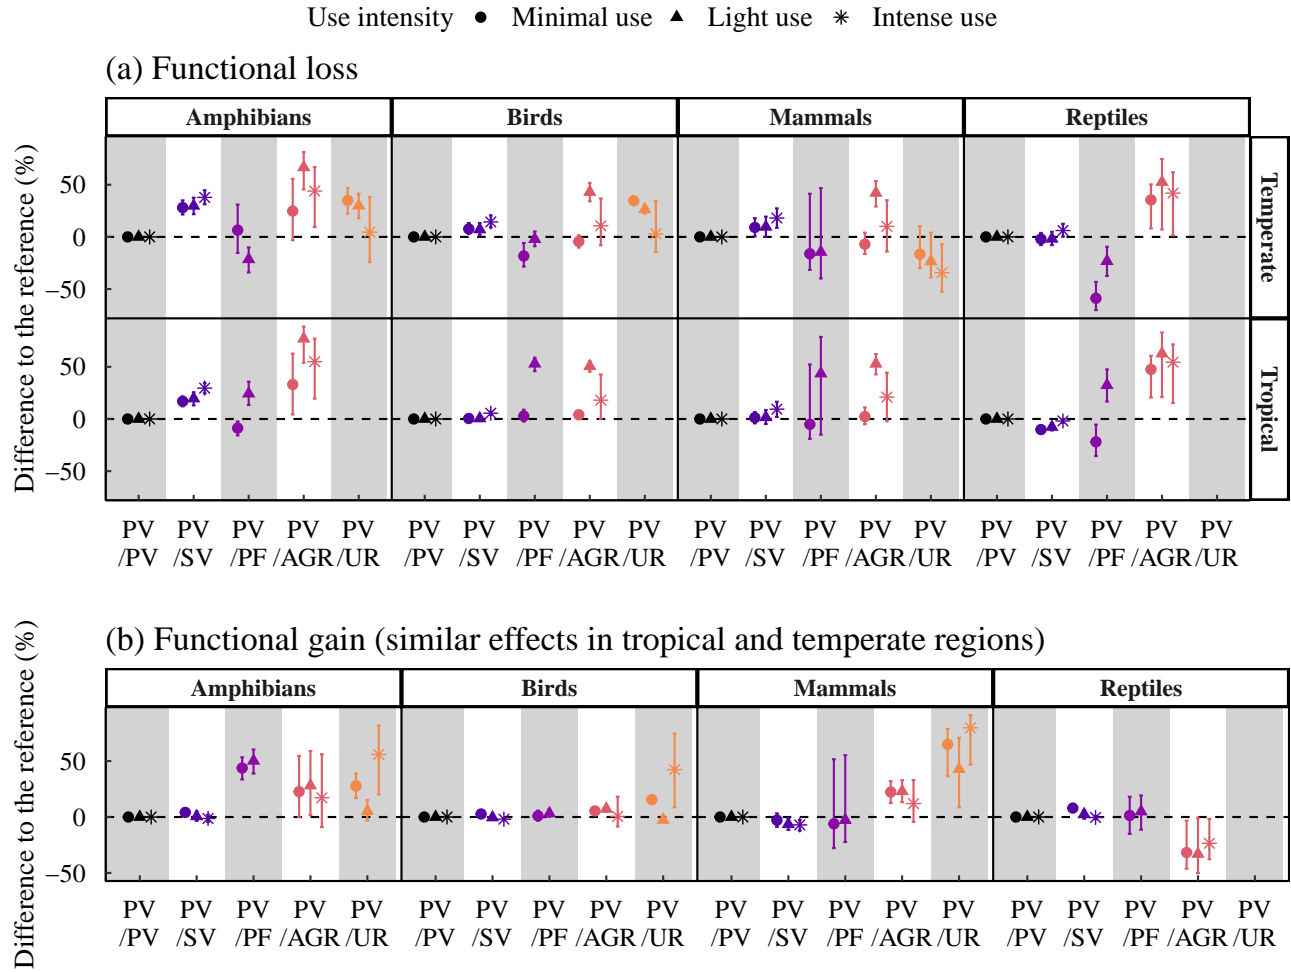 Use intensity Minimal use Light use Intense use
(a) Functional loss
Amphibians Birds Mammals Reptiles
Difference to the reference (%)
50
0
−50
Temperate
50
0
−50
Tropical
PV PV PV PV PV PV PV PV PV PV PV PV PV PV PV PV PV PV PV PV
/PV /SV /PF /AGR /UR /PV /SV /PF /AGR /UR /PV /SV /PF /AGR /UR /PV /SV /PF /AGR /UR
(b) Functional gain (similar effects in tropical and temperate regions)
Amphibians Birds Mammals Reptiles
Difference to the reference (%)
50
0
−50
PV PV PV PV PV PV PV PV PV PV PV PV PV PV PV PV PV PV PV PV
/PV /SV /PF /AGR /UR /PV /SV /PF /AGR /UR /PV /SV /PF /AGR /UR /PV /SV /PF /AGR /UR